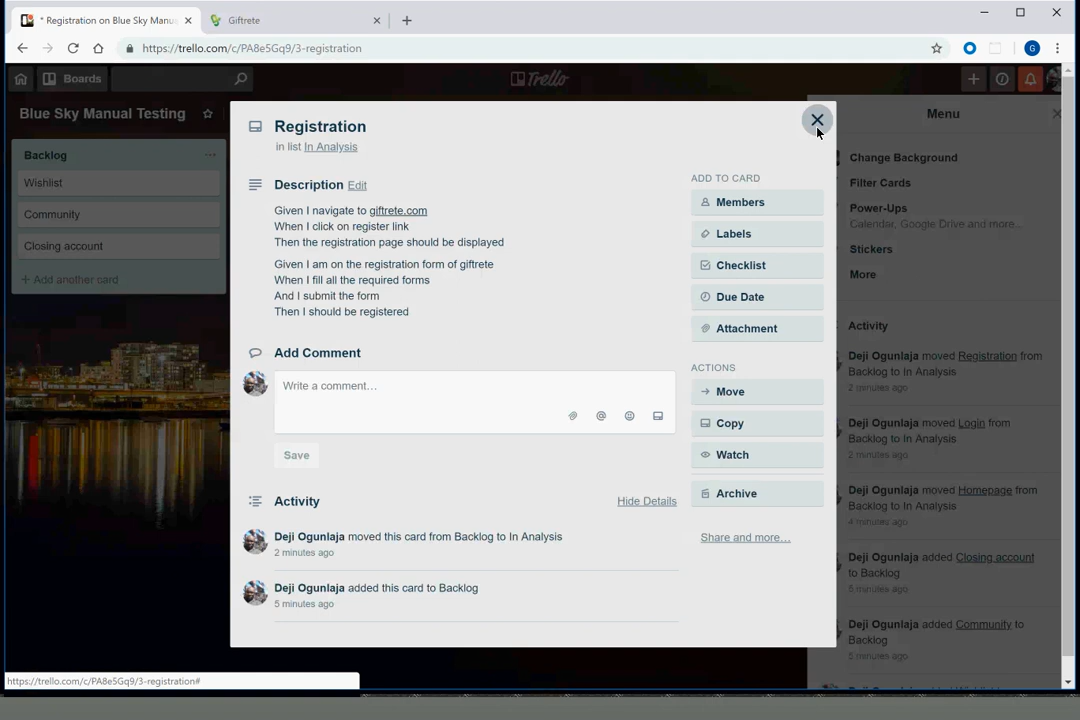 * Registration on Blue Sky Manu
Giftrete
https://trello.com/c/PA8e5Gq9/3-registration
G
Boards
Trello
Blue Sky Manual Testing
Menu
Backlog
Wishlist
Community
Closing account
+ Add another card
Registration
in list In Analysis
Description Edit
Given I navigate to giftrete.com
When I click on register link
Then the registration page should be displayed
Given I am on the registration form of giftrete
When I fill all the required forms
And I submit the form
Then I should be registered
Add Comment
Write a comment…
Save
Activity
Hide Details
Deji Ogunlaja moved this card from Backlog to In Analysis
2 minutes ago
Deji Ogunlaja added this card to Backlog
5 minutes ago
ADD TO CARD
Members
Labels
Checklist
Due Date
Attachment
ACTIONS
Move
Copy
Watch
Archive
Share and more…
Change Background
Filter Cards
Power-Ups
Calendar, Google Drive and more…
Stickers
More
Activity
Deji Ogunlaja moved Registration from
Backlog to In Analysis
2 minutes ago
Deji Ogunlaja moved Login from
Backlog to In Analysis
2 minutes ago
Deji Ogunlaja moved Homepage from
Backlog to In Analysis
4 minutes ago
Deji Ogunlaja added Closing account
to Backlog
5 minutes ago
Deji Ogunlaja added Community to
Backlog
5 minutes ago
https://trello.com/c/PA8e5Gq9/3-registration#